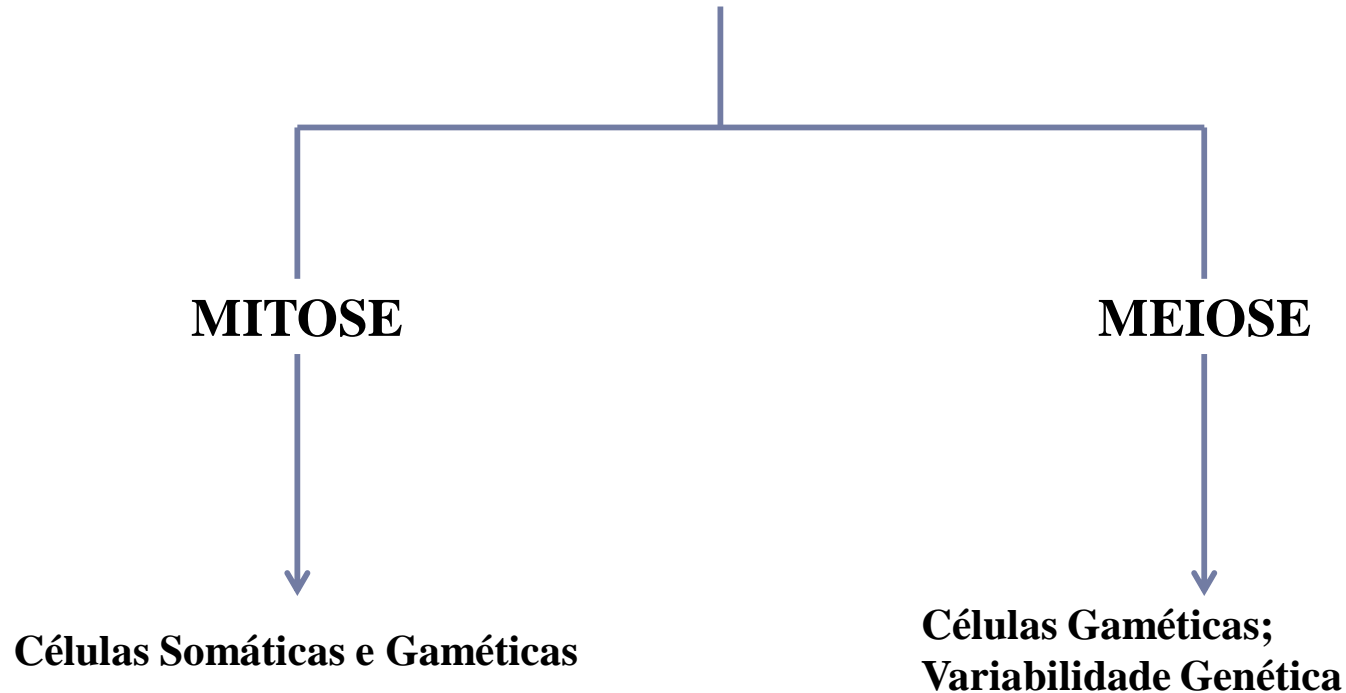 MITOSE
MEIOSE
Células Somáticas e Gaméticas
Células Gaméticas;
Variabilidade Genética